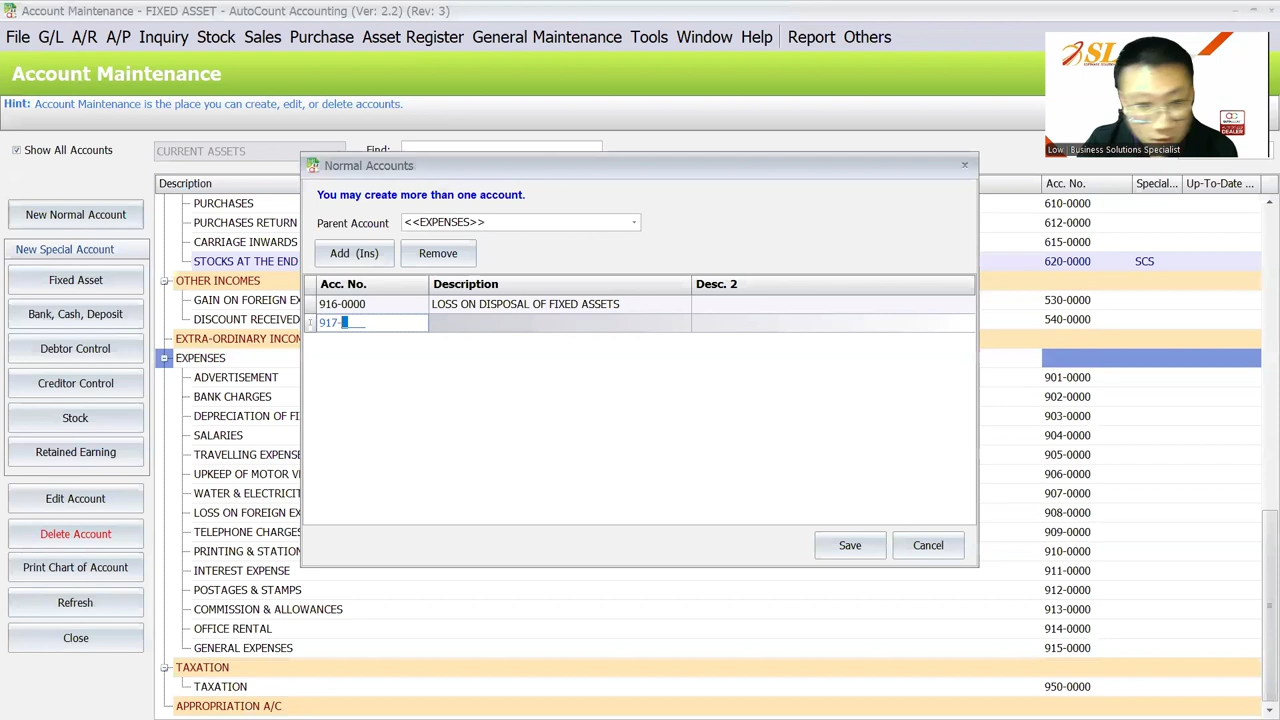 Account Maintenance - FIXED ASSET - AutoCount Accounting (Ver: 2.2) (Rev: 3)
File G/L A/R A/P Inquiry Stock Sales Purchase Asset Register General Maintenance Tools Window Help Report Others
Account Maintenance
Hint: Account Maintenance is the place you can create, edit, or delete accounts.
SL
DEALER
Low | Business Solutions Specialist
Show All Accounts
CURRENT ASSETS
Find:
New Normal Account
New Special Account
Fixed Asset
Bank, Cash, Deposit
Debtor Control
Creditor Control
Stock
Retained Earning
Edit Account
Delete Account
Print Chart of Account
Refresh
Close
Normal Accounts
You may create more than one account.
Parent Account <<EXPENSES>>
Add (Ins) Remove
Acc. No. Description Desc. 2
916-0000 LOSS ON DISPOSAL OF FIXED ASSETS
917-____
Save Cancel
Description Acc. No. Special... Up-To-Date ...
PURCHASES 610-0000
PURCHASES RETURN 612-0000
CARRIAGE INWARDS 615-0000
STOCKS AT THE END 620-0000 SCS
OTHER INCOMES
GAIN ON FOREIGN EX 530-0000
DISCOUNT RECEIVED 540-0000
EXTRA-ORDINARY INCOM
EXPENSES
ADVERTISEMENT 901-0000
BANK CHARGES 902-0000
DEPRECIATION OF FI 903-0000
SALARIES 904-0000
TRAVELLING EXPENSE 905-0000
UPKEEP OF MOTOR VE 906-0000
WATER & ELECTRICIT 907-0000
LOSS ON FOREIGN EX 908-0000
TELEPHONE CHARGES 909-0000
PRINTING & STATION 910-0000
INTEREST EXPENSE 911-0000
POSTAGES & STAMPS 912-0000
COMMISSION & ALLOWANCES 913-0000
OFFICE RENTAL 914-0000
GENERAL EXPENSES 915-0000
TAXATION
TAXATION 950-0000
APPROPRIATION A/C